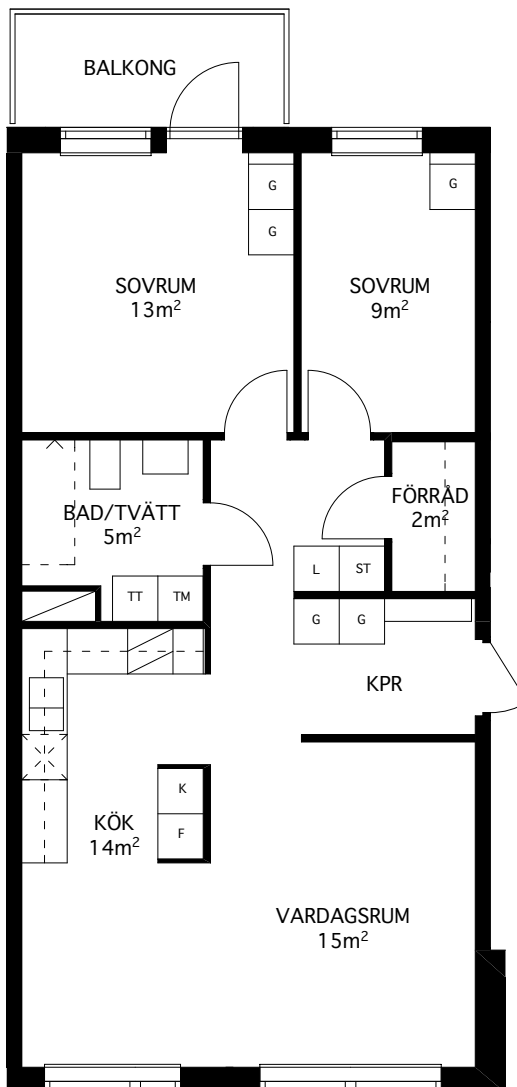 BALKONG
G
G
G
SOVRUM
13m²
SOVRUM
9m²
BAD/TVÄTT
5m²
FÖRRÅD
2m²
L
ST
TT
TM
G
G
KPR
K
F
KÖK
14m²
VARDAGSRUM
15m²